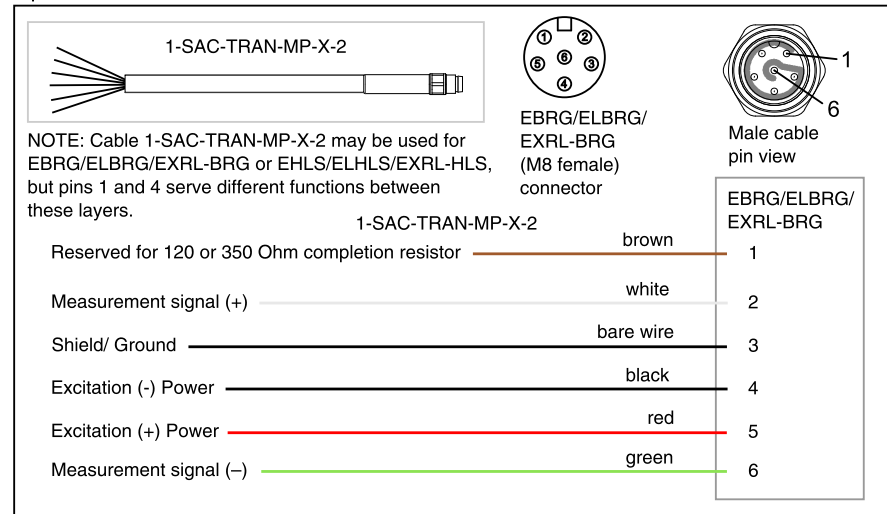 1-SAC-TRAN-MP-X-2
NOTE: Cable 1-SAC-TRAN-MP-X-2 may be used for
EBRG/ELBRG/EXRL-BRG or EHLS/ELHLS/EXRL-HLS,
but pins 1 and 4 serve different functions between
these layers.
1
2
5
6
3
4
EBRG/ELBRG/
EXRL-BRG
(M8 female)
connector
1
6
Male cable
pin view
1-SAC-TRAN-MP-X-2
EBRG/ELBRG/
EXRL-BRG
Reserved for 120 or 350 Ohm completion resistor brown 1
Measurement signal (+) white 2
Shield/ Ground bare wire 3
Excitation (-) Power black 4
Excitation (+) Power red 5
Measurement signal (–) green 6